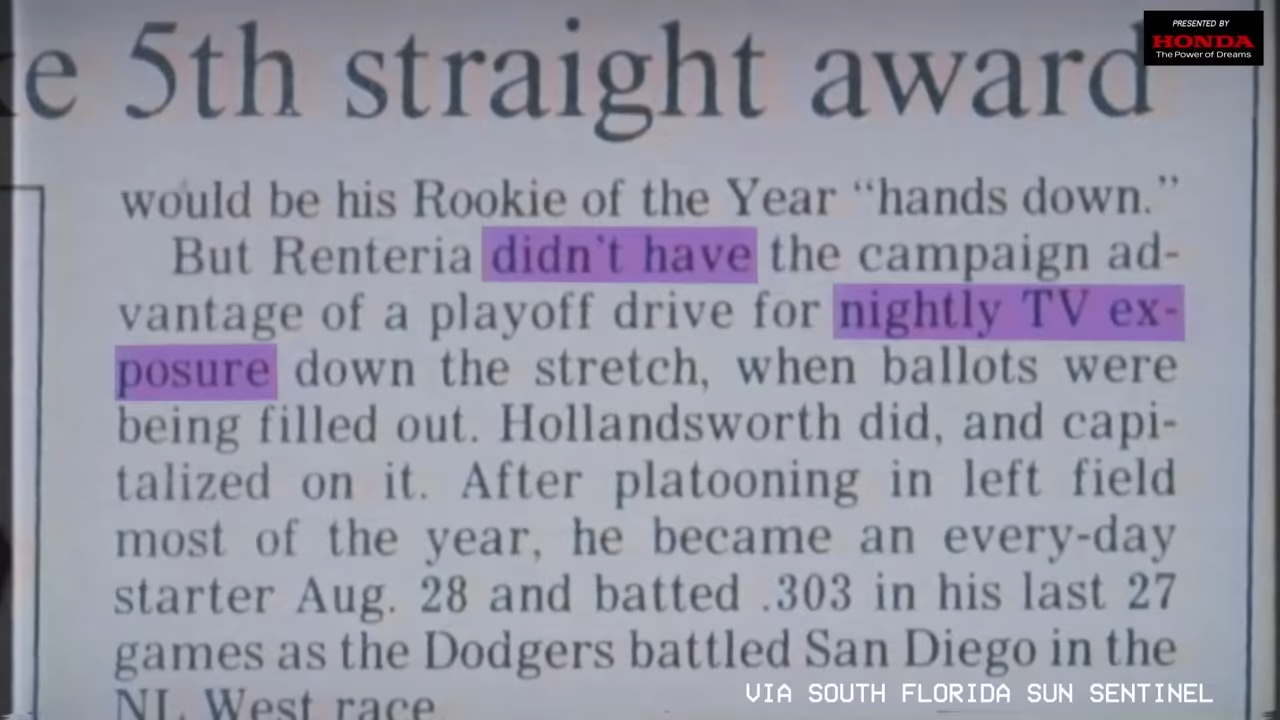 PRESENTED BY
HONDA
The Power of Dreams
e 5th straight award
would be his Rookie of the Year “hands down.”
But Renteria didn't have the campaign ad-
vantage of a playoff drive for nightly TV ex-
posure down the stretch, when ballots were
being filled out. Hollandsworth did, and capi-
talized on it. After platooning in left field
most of the year, he became an every-day
starter Aug. 28 and batted .303 in his last 27
games as the Dodgers battled San Diego in the
NL West race
VIA SOUTH FLORIDA SUN SENTINEL